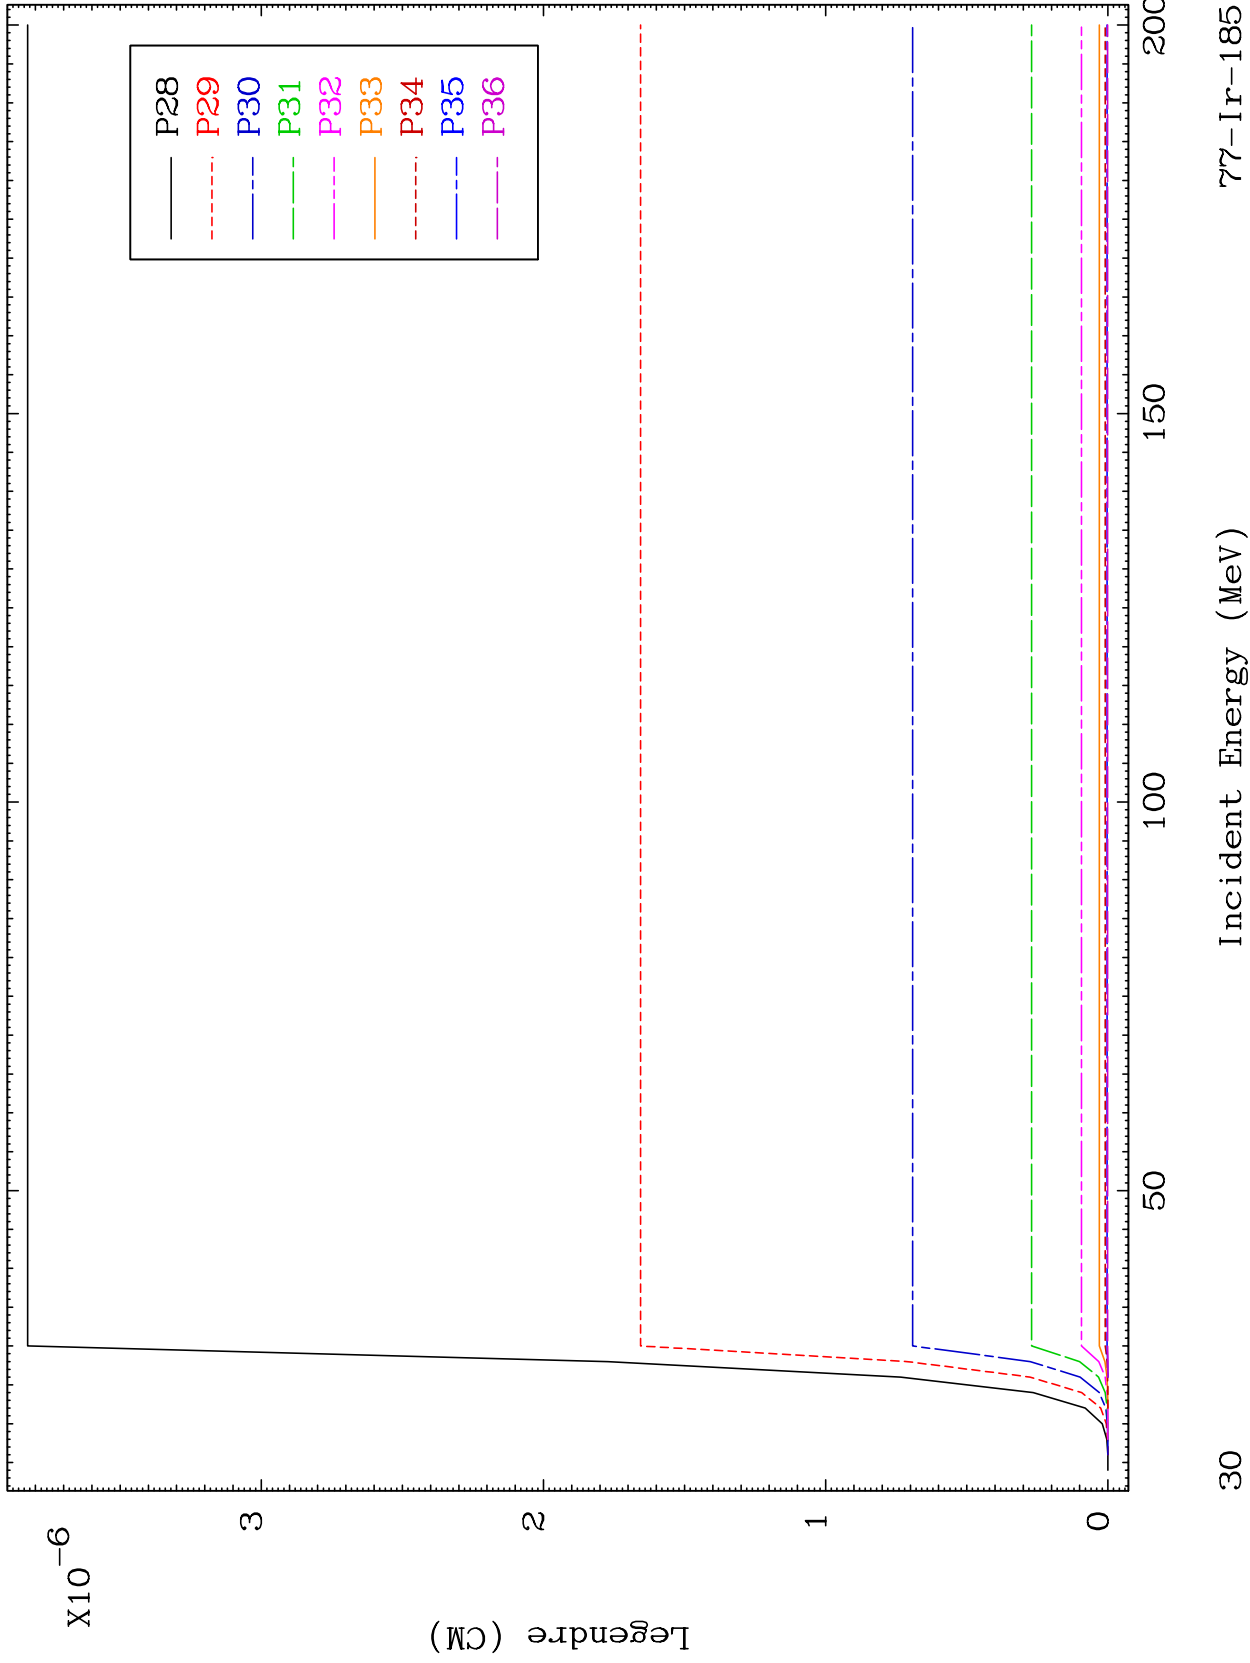 X10-6
3
2
1
0
Legendre (CM)
P28
P29
P30
P31
P32
P33
P34
P35
P36
50
100
150
200
Incident Energy (MeV)
30
77-Ir-185